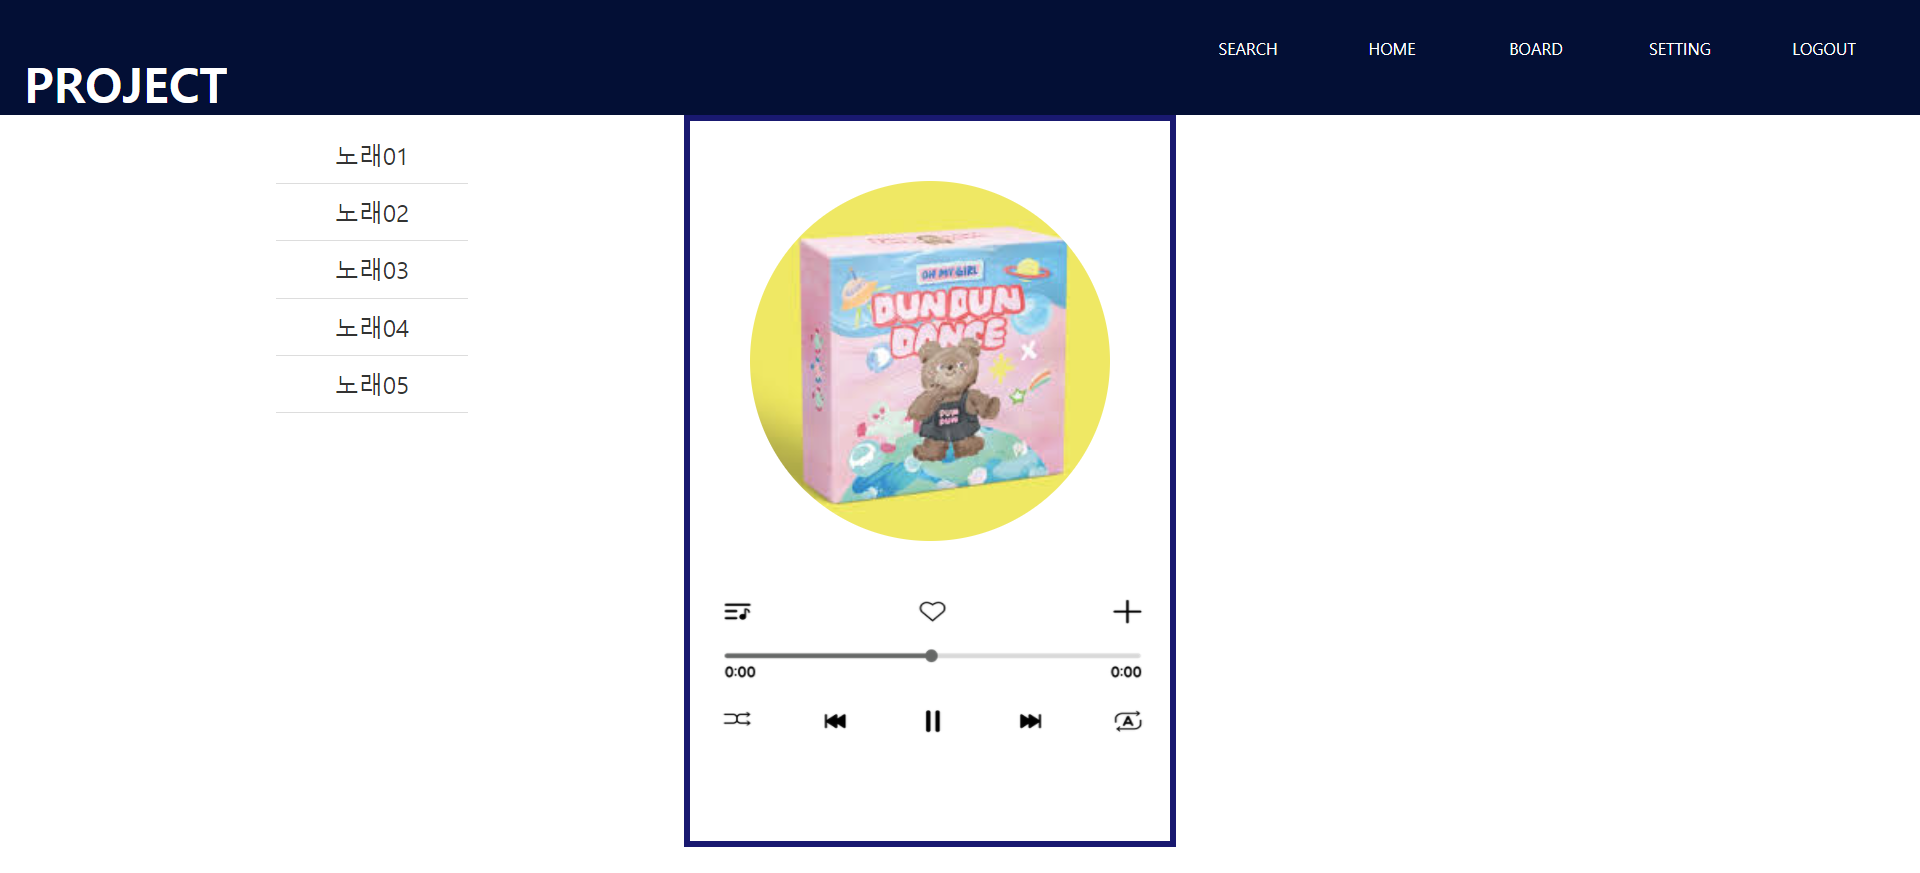 PROJECT
SEARCH HOME BOARD SETTING LOGOUT
노래01
노래02
노래03
노래04
노래05
OH MY GIRL
DUN DUN
DANCE
DUN
DUN
0:00 0:00
A